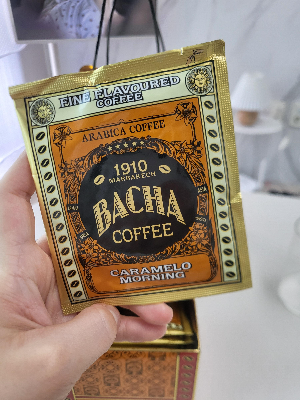 FINE FLAVOURED
COFFEE
ARABICA COFFEE
1910
MARRAKECH
BACHA
COFFEE
CARAMELO
MORNING